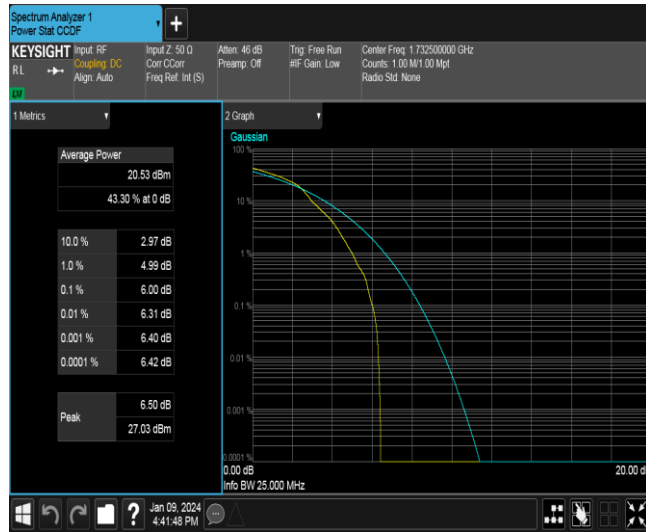 Spectrum Analyzer 1
Power Stat CCDF
KEYSIGHT
RL
LXI
Input: RF
Coupling: DC
Align: Auto
Input Z: 50 Ω
Corr CCorr
Freq Ref: Int (S)
Atten: 46 dB
Preamp: Off
Trig: Free Run
#IF Gain: Low
Center Freq: 1.732500000 GHz
Counts: 1.00 M/1.00 Mpt
Radio Std: None
1 Metrics
Average Power
20.53 dBm
43.30 % at 0 dB
10.0 % 2.97 dB
1.0 % 4.99 dB
0.1 % 6.00 dB
0.01 % 6.31 dB
0.001 % 6.40 dB
0.0001 % 6.42 dB
Peak
6.50 dB
27.03 dBm
2 Graph
Gaussian
100 %
10 %
1 %
0.1 %
0.01 %
0.001 %
0.0001 %
0.00 dB
20.00 d
Info BW 25.000 MHz
?
Jan 09, 2024
4:41:48 PM